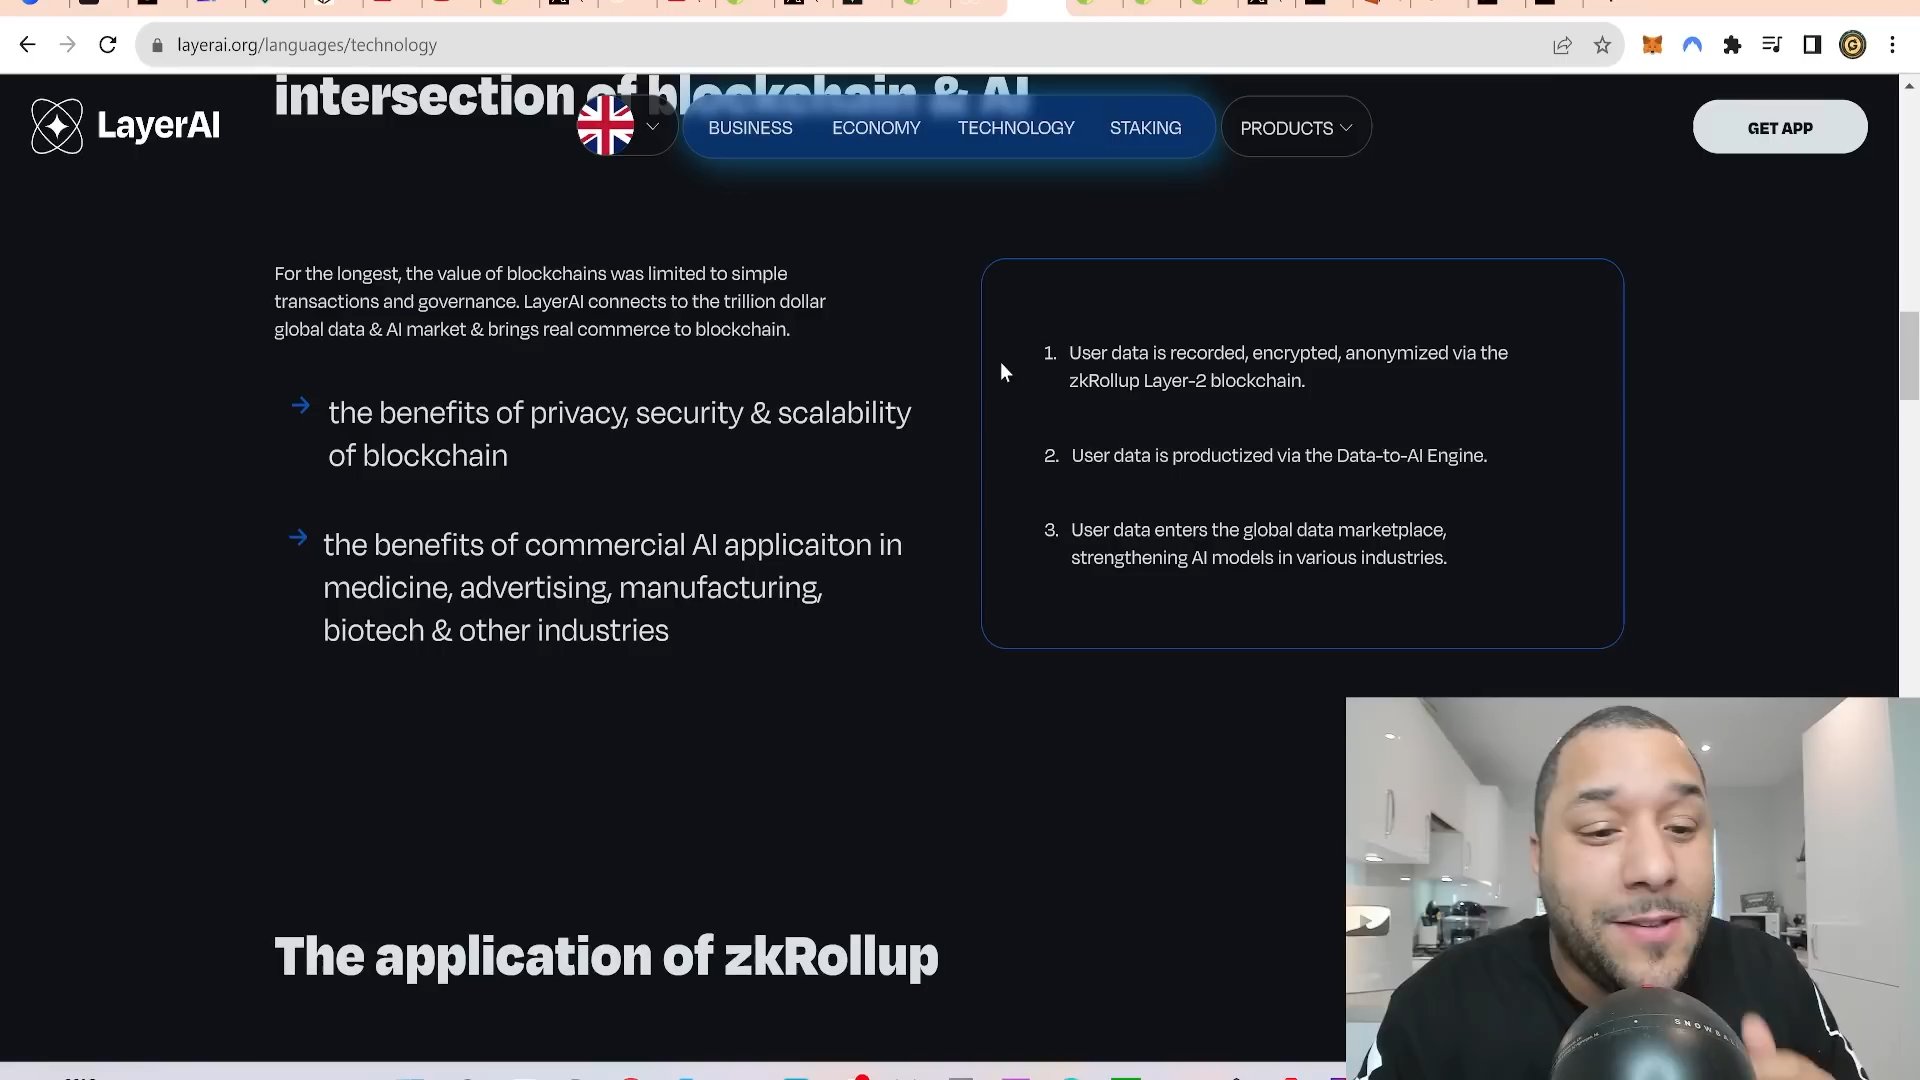 layerai.org/languages/technology
intersection of blockchain & AI
LayerAI
BUSINESS
ECONOMY
TECHNOLOGY
STAKING
PRODUCTS
GET APP
For the longest, the value of blockchains was limited to simple
transactions and governance. LayerAI connects to the trillion dollar
global data & AI market & brings real commerce to blockchain.
the benefits of privacy, security & scalability
of blockchain
the benefits of commercial AI applicaiton in
medicine, advertising, manufacturing,
biotech & other industries
1. User data is recorded, encrypted, anonymized via the
zkRollup Layer-2 blockchain.
2. User data is productized via the Data-to-AI Engine.
3. User data enters the global data marketplace,
strengthening AI models in various industries.
The application of zkRollup